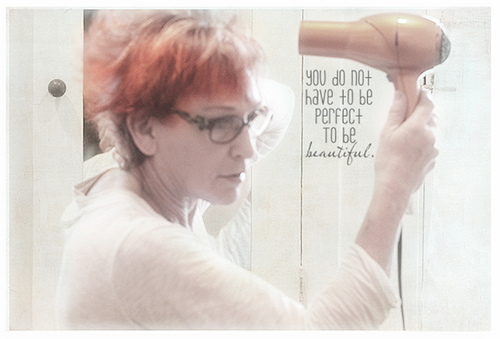 you do not
have to be
perfect
to be
beautiful.